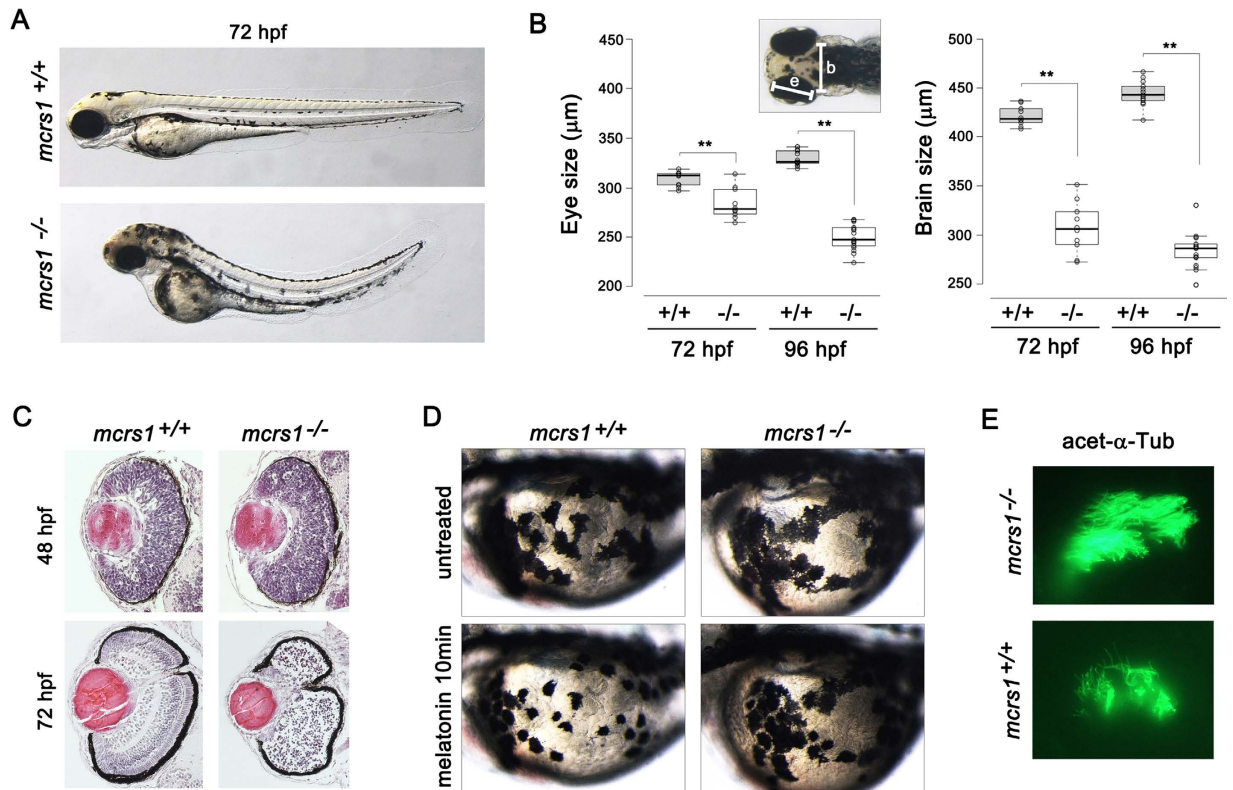 A
72 hpf
mcrs1 +/+
mcrs1 -/-
B
Eye size (μm)
450
400
350
300
250
200
e
b
**
**
+/+ -/- +/+ -/-
72 hpf 96 hpf
Brain size (μm)
500
450
400
350
300
250
**
**
+/+ -/- +/+ -/-
72 hpf 96 hpf
C
mcrs1+/+ mcrs1-/-
48 hpf
72 hpf
D
mcrs1+/+ mcrs1-/-
untreated
melatonin 10min
E
acet-α-Tub
mcrs1-/-
mcrs1+/+